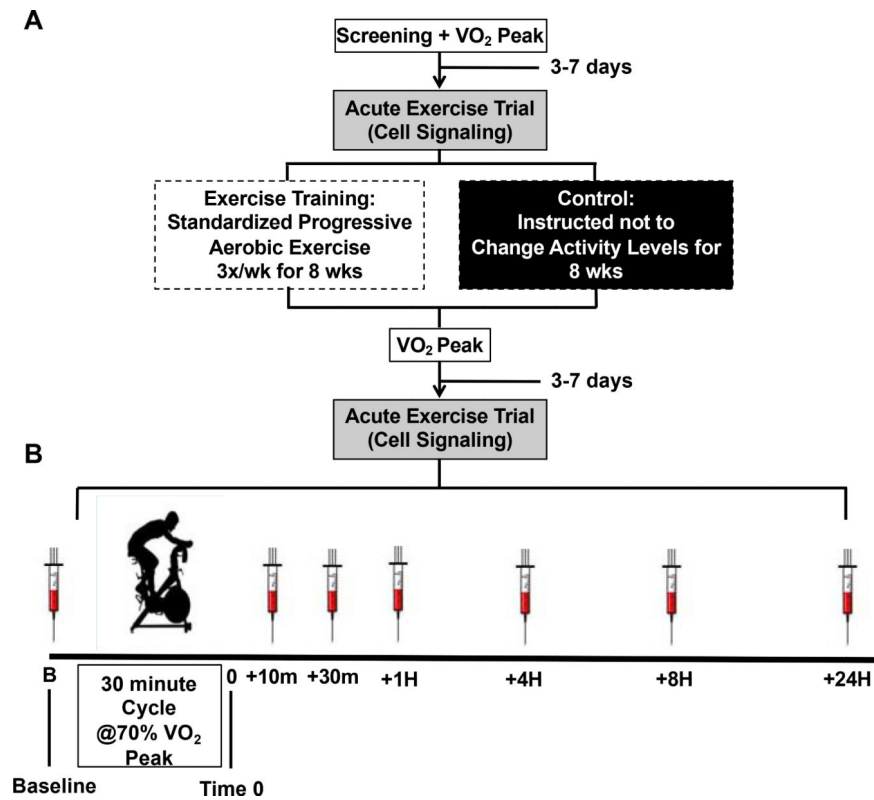 A
Screening + VO₂ Peak
3-7 days
Acute Exercise Trial
(Cell Signaling)
Exercise Training:
Standardized Progressive
Aerobic Exercise
3x/wk for 8 wks
Control:
Instructed not to
Change Activity Levels for
8 wks
VO₂ Peak
3-7 days
Acute Exercise Trial
(Cell Signaling)
B
B
0
+10m
+30m
+1H
+4H
+8H
+24H
30 minute
Cycle
@70% VO₂
Peak
Baseline
Time 0